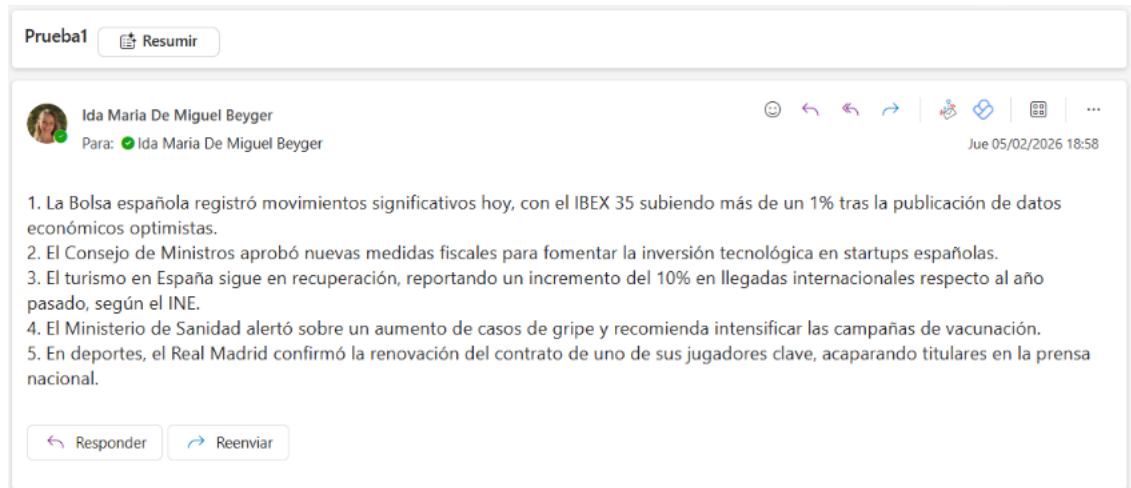 Prueba1
Resumir
Ida Maria De Miguel Beyger
Para: Ida Maria De Miguel Beyger
Jue 05/02/2026 18:58
1. La Bolsa española registró movimientos significativos hoy, con el IBEX 35 subiendo más de un 1% tras la publicación de datos
económicos optimistas.
2. El Consejo de Ministros aprobó nuevas medidas fiscales para fomentar la inversión tecnológica en startups españolas.
3. El turismo en España sigue en recuperación, reportando un incremento del 10% en llegadas internacionales respecto al año
pasado, según el INE.
4. El Ministerio de Sanidad alertó sobre un aumento de casos de gripe y recomienda intensificar las campañas de vacunación.
5. En deportes, el Real Madrid confirmó la renovación del contrato de uno de sus jugadores clave, acaparando titulares en la prensa
nacional.
Responder
Reenviar